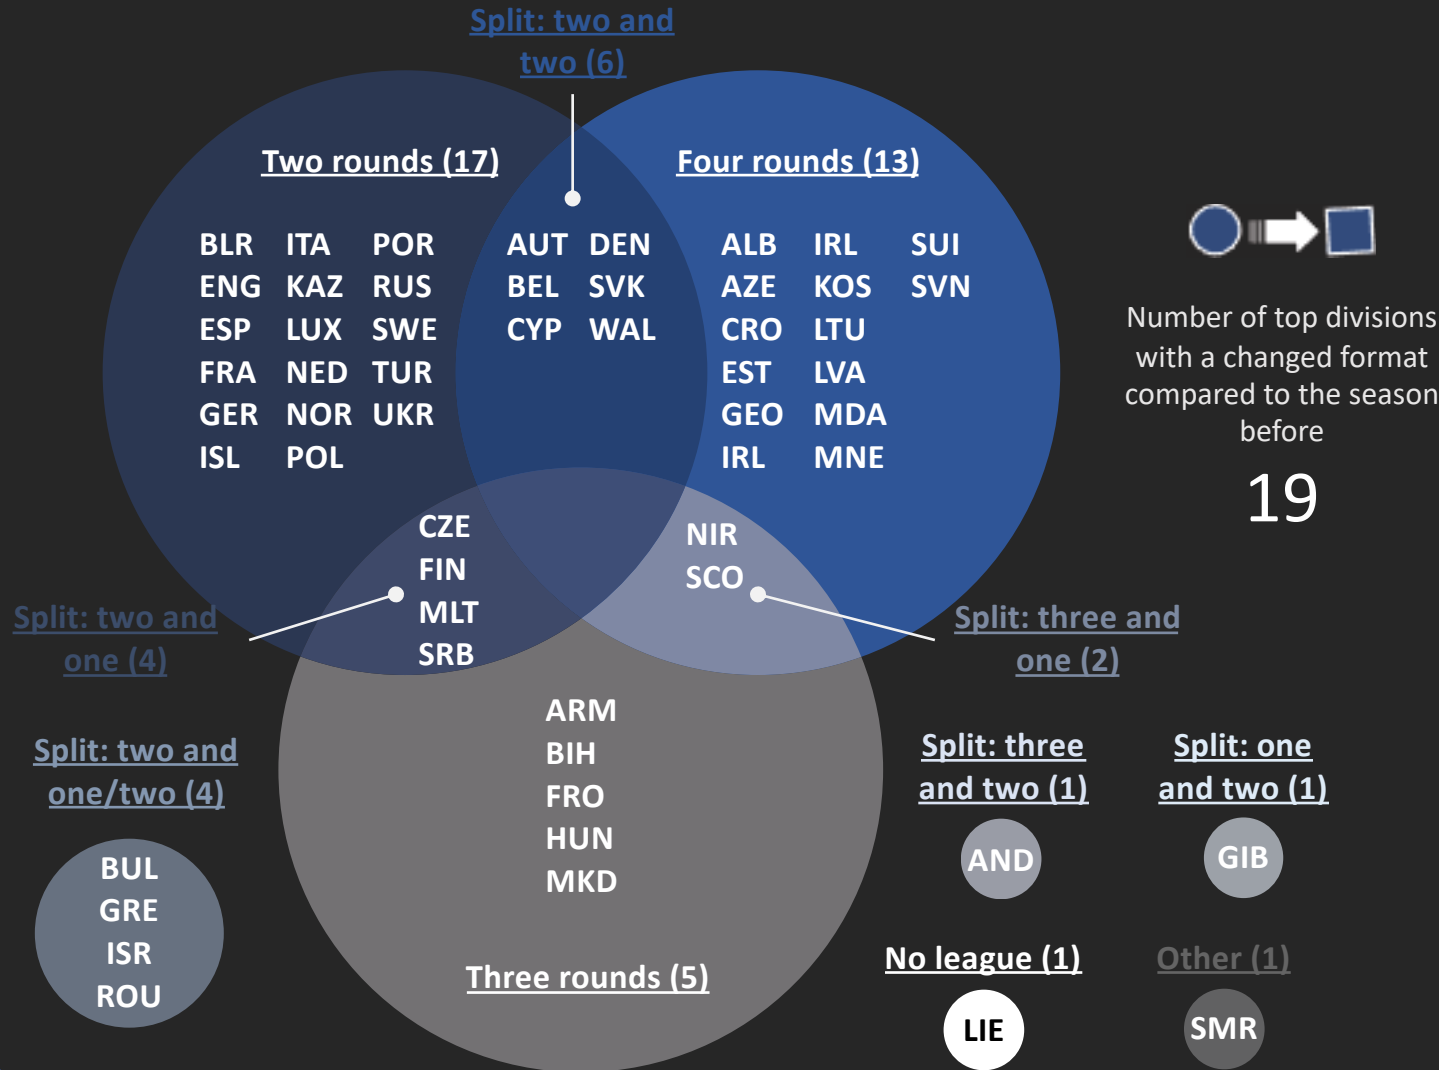 Split: two and
two (6)
Two rounds (17)
Four rounds (13)
BLR ITA POR
ENG KAZ RUS
ESP LUX SWE
FRA NED TUR
GER NOR UKR
ISL POL
AUT DEN
BEL SVK
CYP WAL
ALB IRL SUI
AZE KOS SVN
CRO LTU
EST LVA
GEO MDA
IRL MNE
Number of top divisions
with a changed format
compared to the season
before
19
CZE
FIN
MLT
SRB
NIR
SCO
Split: two and
one (4)
Split: three and
one (2)
ARM
BIH
FRO
HUN
MKD
Three rounds (5)
Split: two and
one/two (4)
BUL
GRE
ISR
ROU
Split: three
and two (1)
AND
Split: one
and two (1)
GIB
No league (1)
LIE
Other (1)
SMR